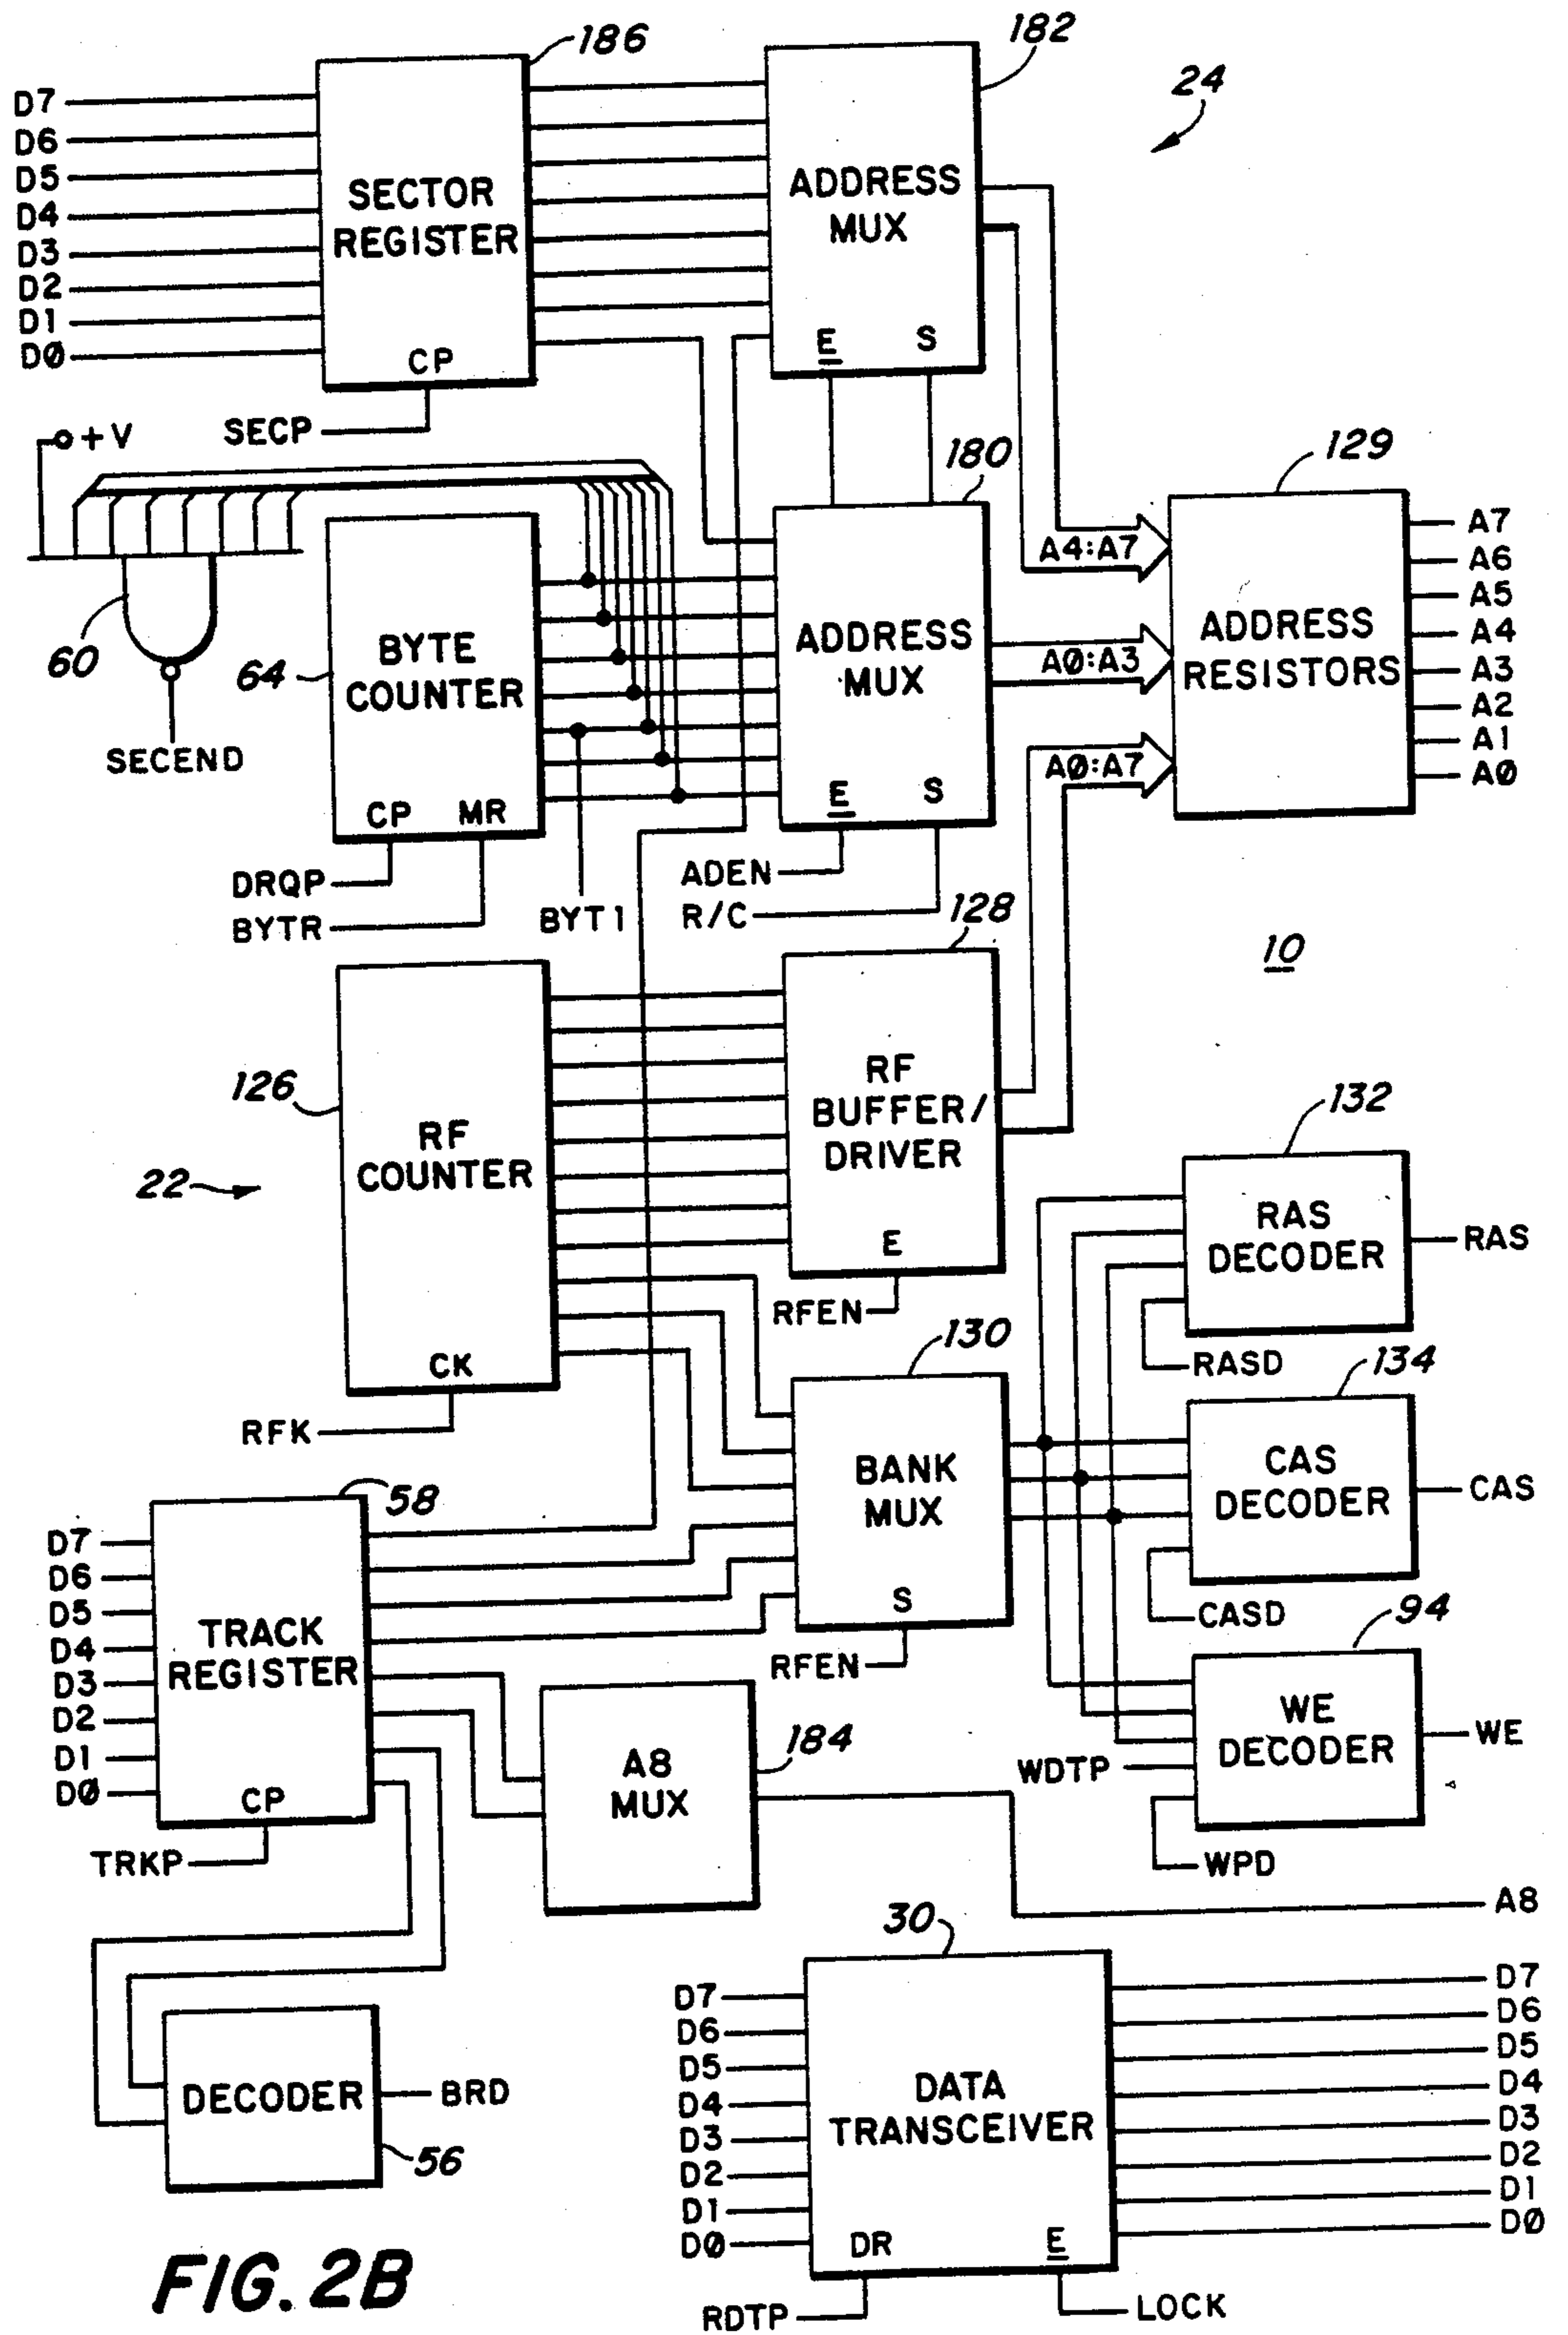 186
182
24
D7
D6
D5
D4
D3
D2
D1
DØ
SECTOR
REGISTER
CP
SECP
ADDRESS
MUX
E S
+V
60
SECEND
64
BYTE
COUNTER
CP MR
DRQP
BYTR
BYT1
180
ADDRESS
MUX
E S
ADEN
R/C
A4:A7
AØ:A3
AØ:A7
129
ADDRESS
RESISTORS
A7
A6
A5
A4
A3
A2
A1
AØ
10
126
22
RF
COUNTER
CK
RFK
128
RF
BUFFER/
DRIVER
E
RFEN
130
BANK
MUX
S
RFEN
132
RAS
DECODER
RAS
RASD
134
CAS
DECODER
CAS
CASD
94
WE
DECODER
WE
WDTP
WPD
58
D7
D6
D5
D4
D3
D2
D1
DØ
TRACK
REGISTER
CP
TRKP
184
A8
MUX
A8
DECODER
BRD
56
30
D7
D6
D5
D4
D3
D2
D1
DØ
DATA
TRANSCEIVER
DR E
RDTP
LOCK
D7
D6
D5
D4
D3
D2
D1
DØ
FIG. 2B